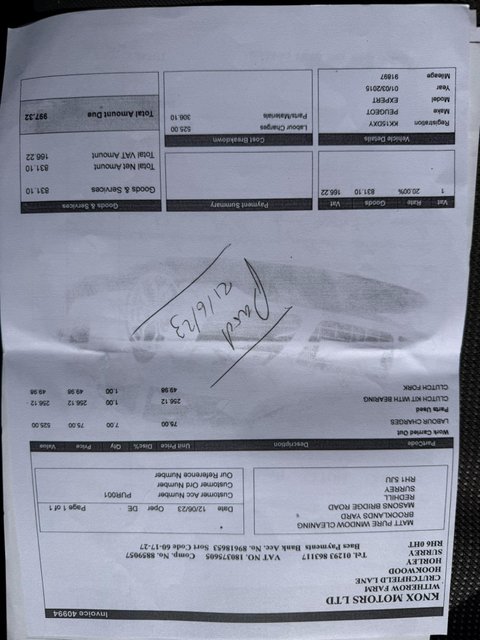 Invoice 40994
KNOX MOTORS LTD
WITHEROW FARM
CRUTCHFIELD LANE
HOOKWOOD
HORLEY
SURREY
RH6 0HT
Tel. 01293 863117 VAT NO. 180375605 Comp. No. 8859057
Bacs Payments Bank Acc. No. 89418653 Sort Code 60-17-27
MATT PURE WINDOW CLEANING
BROOKLANDS YARD
MASONS BRIDGE ROAD
REDHILL
SURREY
RH1 5JU
Date 12/06/23 Oper DE Page 1 of 1
Customer Acc Number PUR001
Customer Ord Number
Our Reference Number
PartCode Description Unit Price Disc% Qty Price Value
Work Carried Out
LABOUR CHARGES 75.00 7.00 75.00 525.00
Parts Used
CLUTCH KIT WITH BEARING 256.12 1.00 256.12 256.12
CLUTCH FORK 49.98 1.00 49.98 49.98
Paid
21/6/23
Vat Rate Goods Vat
1 20.00% 831.10 166.22
Payment Summary
Goods & Services
Goods & Services 831.10
Total Net Amount 831.10
Total VAT Amount 166.22
Total Amount Due 997.32
Vehicle Details
Registration KK15DXY
Make PEUGEOT
Model EXPERT
Year 01/03/2015
Mileage 91897
Cost Breakdown
Labour Charges 525.00
Parts/Materials 306.10